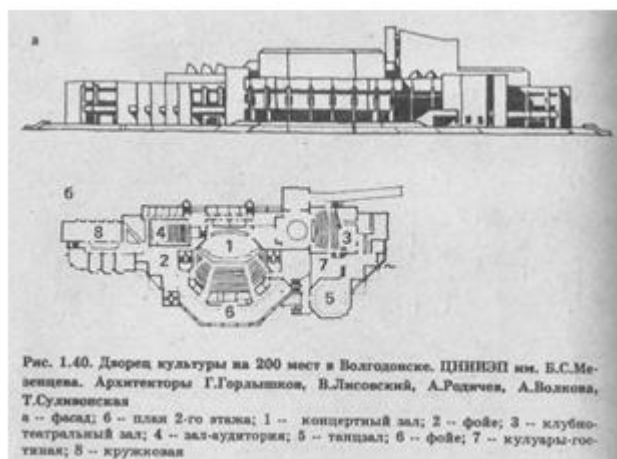 а
б
8
4
1
3
2
7
6
5
Рис. 1.40. Дворец культуры на 200 мест в Волгодонске. ЦНИИЭП им. Б.С.Ме-
зенцева. Архитекторы Г.Горлышков, В.Лисовский, А.Родичев, А.Волкова,
Т.Суливонская
а -- фасад; б -- план 2-го этажа; 1 -- концертный зал; 2 -- фойе; 3 -- клубно-
театральный зал; 4 -- зал-аудитория; 5 -- танцзал; 6 -- фойе; 7 -- кулуары-гос-
тиная; 8 -- кружковая